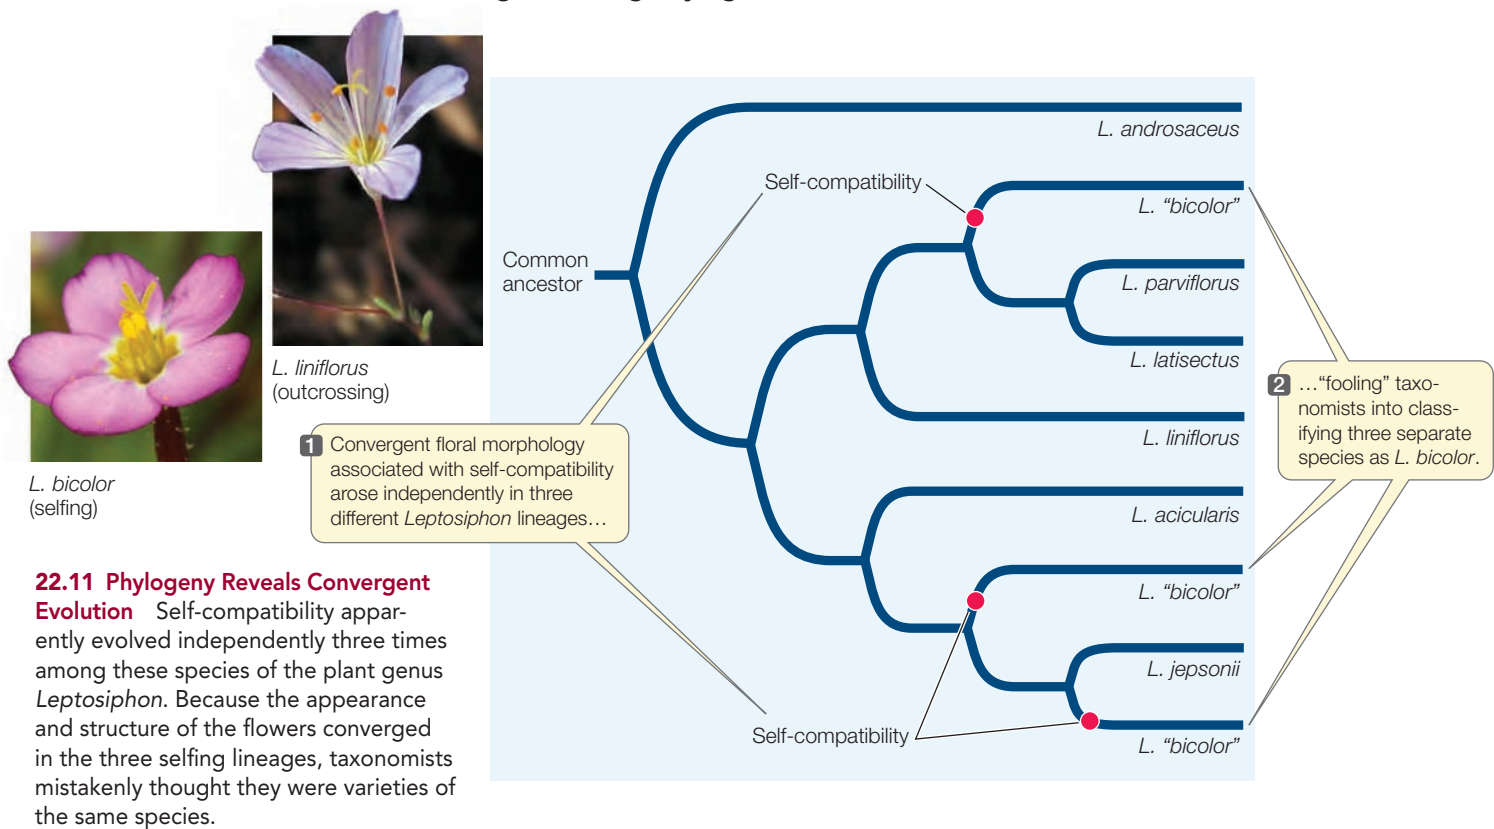 L. androsaceus
Self-compatibility
L. “bicolor”
Common
ancestor
L. parviflorus
L. latisectus
L. liniflorus
(outcrossing)
2 …“fooling” taxo-
nomists into class-
ifying three separate
species as L. bicolor.
L. liniflorus
1 Convergent floral morphology
associated with self-compatibility
arose independently in three
different Leptosiphon lineages…
L. bicolor
(selfing)
L. acicularis
L. “bicolor”
L. jepsonii
Self-compatibility
L. “bicolor”
22.11 Phylogeny Reveals Convergent
Evolution Self-compatibility appar-
ently evolved independently three times
among these species of the plant genus
Leptosiphon. Because the appearance
and structure of the flowers converged
in the three selfing lineages, taxonomists
mistakenly thought they were varieties of
the same species.